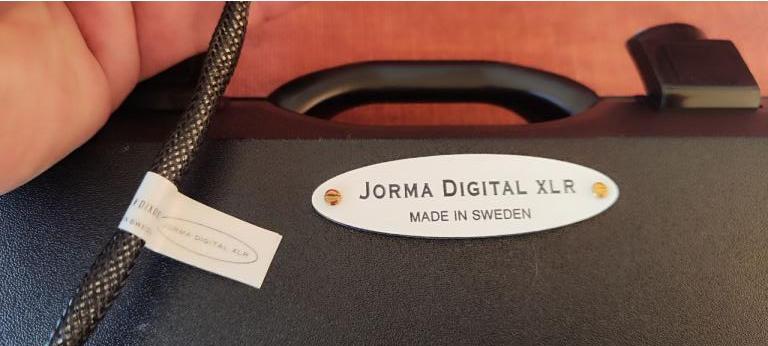 JORMA DIGITAL XLR
MADE IN SWEDEN
JORMA DIGITAL XLR